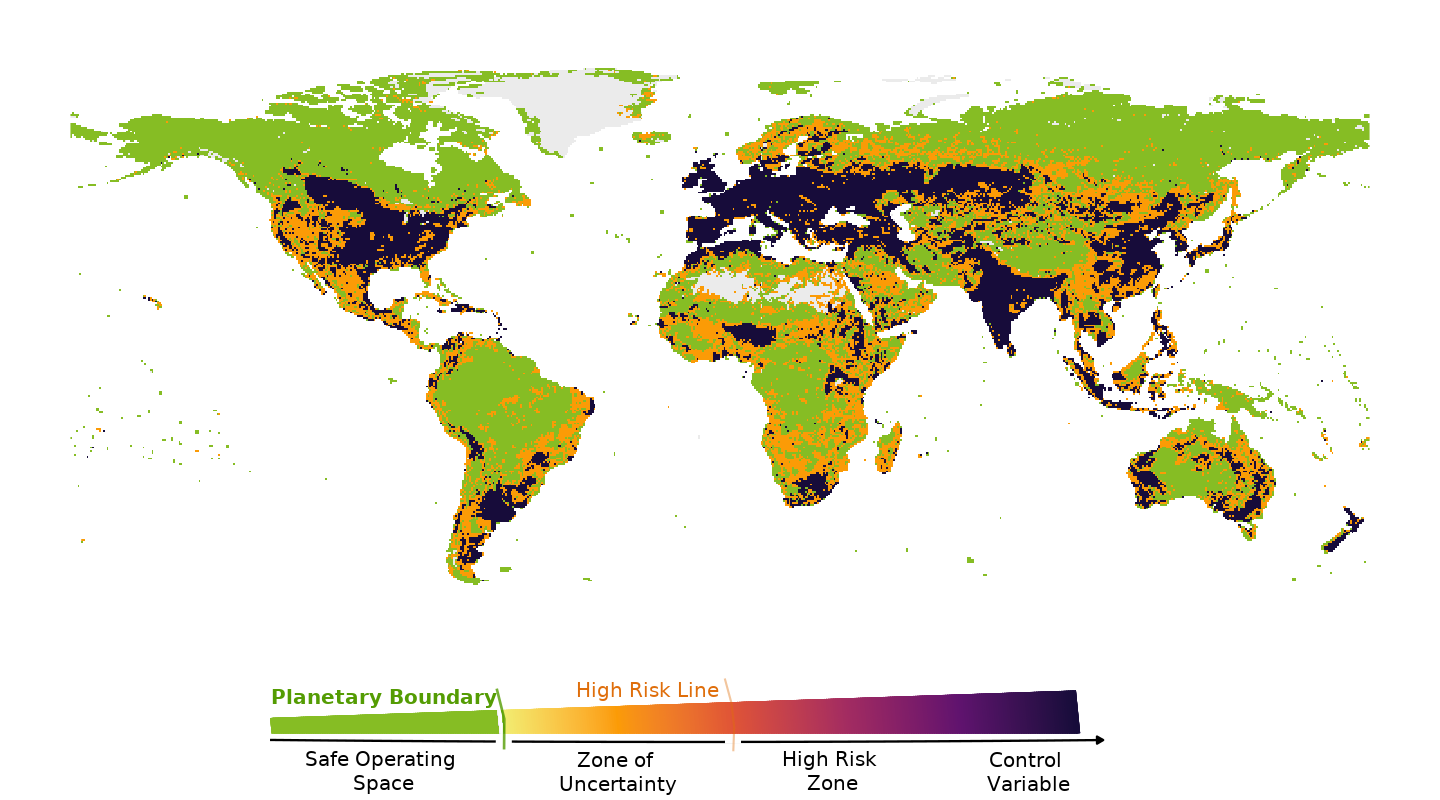 Planetary Boundary
High Risk Line
Safe Operating
Space
Zone of
Uncertainty
High Risk
Zone
Control
Variable